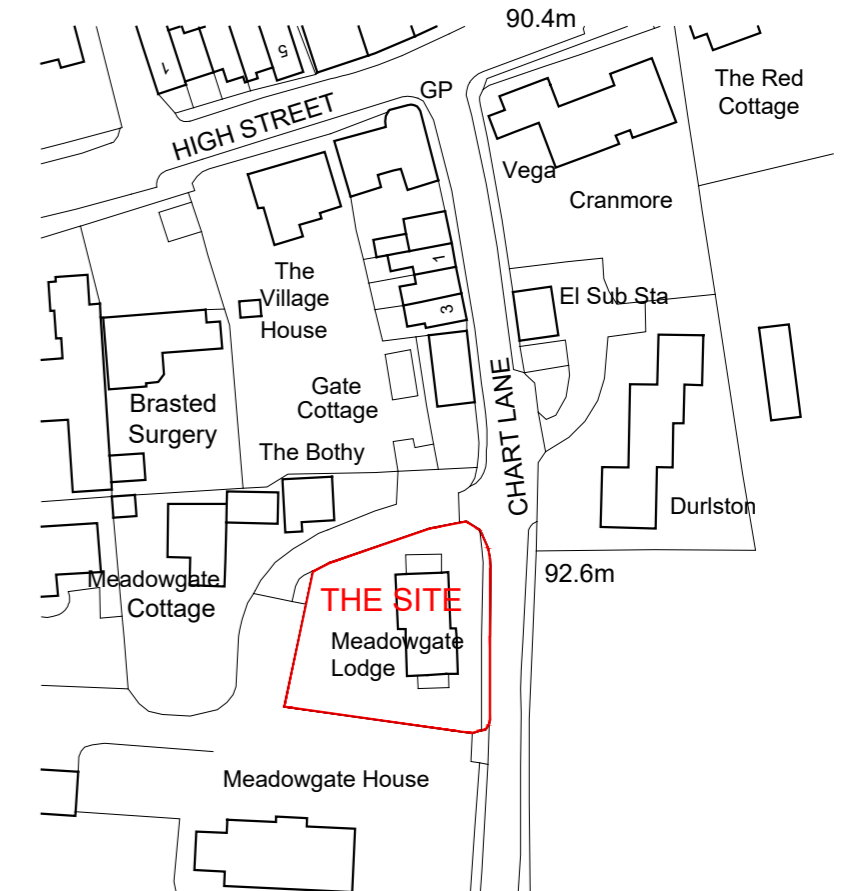 90.4m
1
5
The Red
Cottage
GP
HIGH STREET
Vega
Cranmore
1
The
Village
House
El Sub Sta
3
Gate
Cottage
Brasted
Surgery
The Bothy
CHART LANE
Durlston
92.6m
Meadowgate
Cottage
THE SITE
Meadowgate
Lodge
Meadowgate House